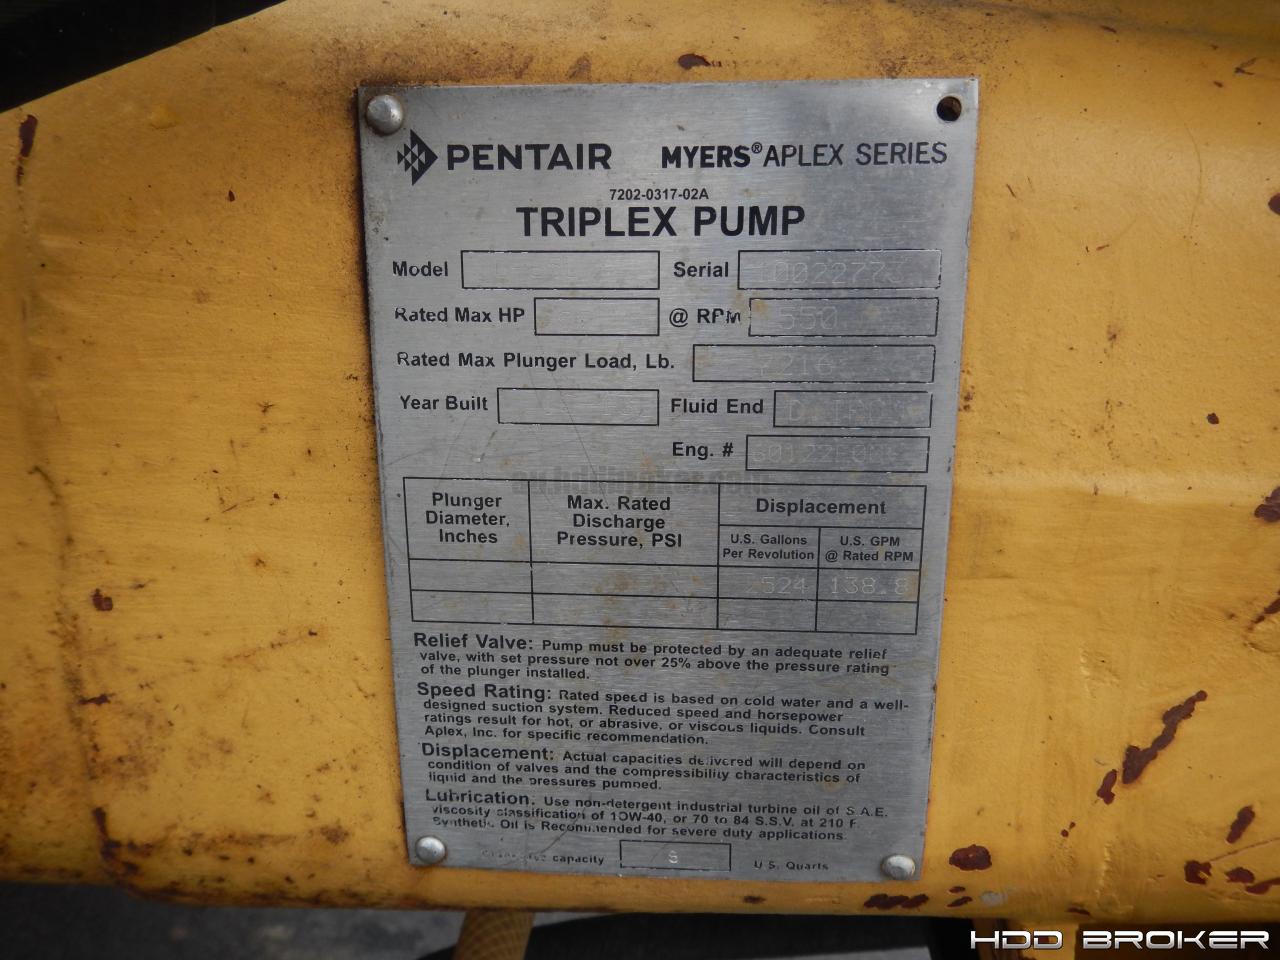 PENTAIR MYERS® APLEX SERIES
7202-0317-02A
TRIPLEX PUMP
Model Serial
Rated Max HP @ RPM 550
Rated Max Plunger Load, Lb.
Year Built Fluid End
Eng. #
Plunger Diameter, Inches
Max. Rated Discharge Pressure, PSI
Displacement
U.S. Gallons Per Revolution
U.S. GPM @ Rated RPM
524 138.8
Relief Valve: Pump must be protected by an adequate relief
valve, with set pressure not over 25% above the pressure rating
of the plunger installed.
Speed Rating: Rated speed is based on cold water and a well-
designed suction system. Reduced speed and horsepower
ratings result for hot, or abrasive, or viscous liquids. Consult
Aplex, Inc. for specific recommendation.
Displacement: Actual capacities delivered will depend on
condition of valves and the compressibility characteristics of
liquid and the pressures pumped.
Lubrication. Use non-detergent industrial turbine oil of S.A.E.
viscosity classification of 10W-40, or 70 to 84 S.S.V. at 210 F.
Synthetic Oil is Recommended for severe duty applications.
capacity U.S. Quarts
HDD BROKER